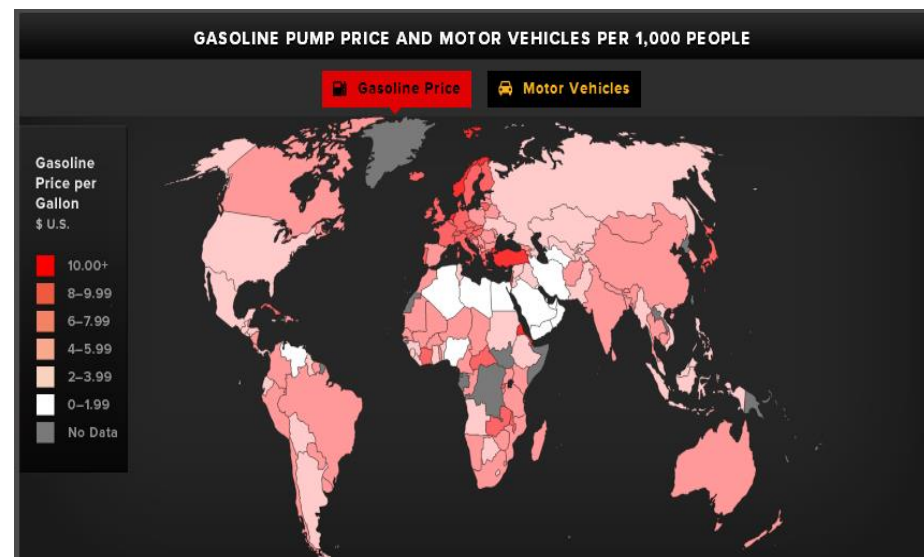 GASOLINE PUMP PRICE AND MOTOR VEHICLES PER 1,000 PEOPLE
Gasoline Price
Motor Vehicles
Gasoline
Price per
Gallon
$ U.S.
10.00+
8–9.99
6–7.99
4–5.99
2–3.99
0–1.99
No Data